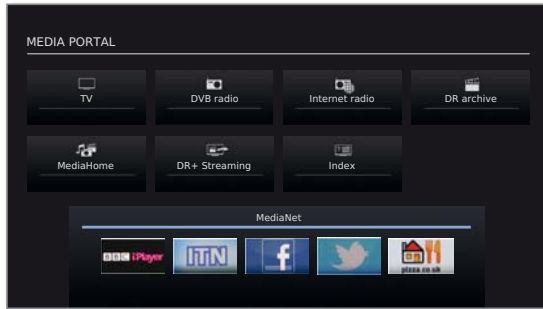 MEDIA PORTAL
TV
DVB radio
Internet radio
DR archive
MediaHome
DR+ Streaming
Index
MediaNet
BBC iPlayer
ITN
f
pizza.co.uk